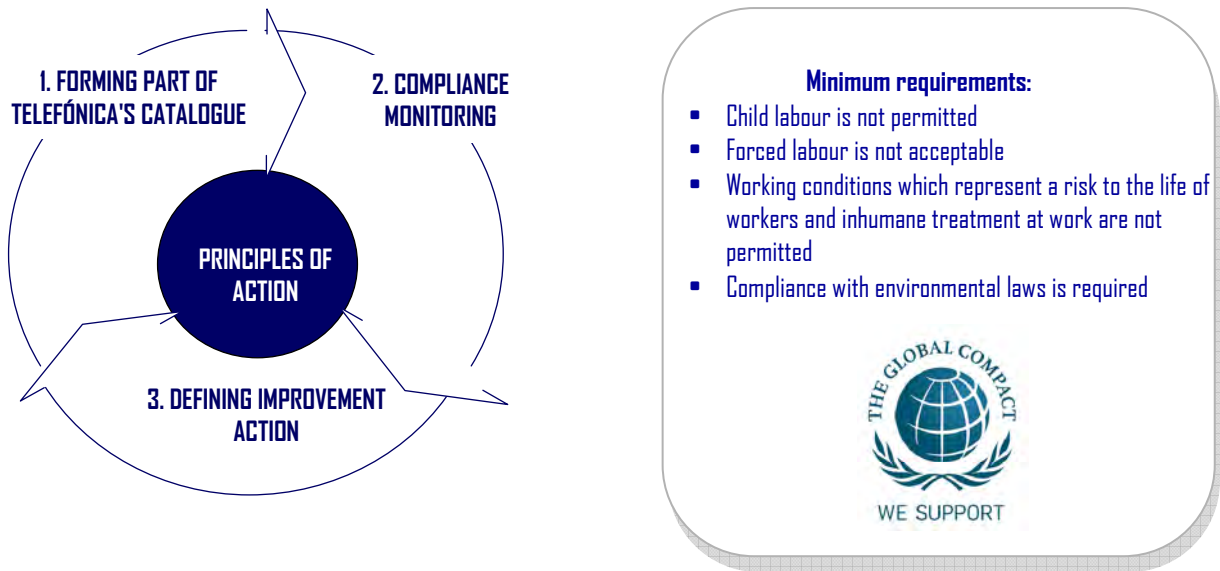 1. FORMING PART OF
TELEFÓNICA'S CATALOGUE
2. COMPLIANCE
MONITORING
PRINCIPLES OF
ACTION
3. DEFINING IMPROVEMENT
ACTION
Minimum requirements:
▪ Child labour is not permitted
▪ Forced labour is not acceptable
▪ Working conditions which represent a risk to the life of
workers and inhumane treatment at work are not
permitted
▪ Compliance with environmental laws is required
THE GLOBAL COMPACT
WE SUPPORT